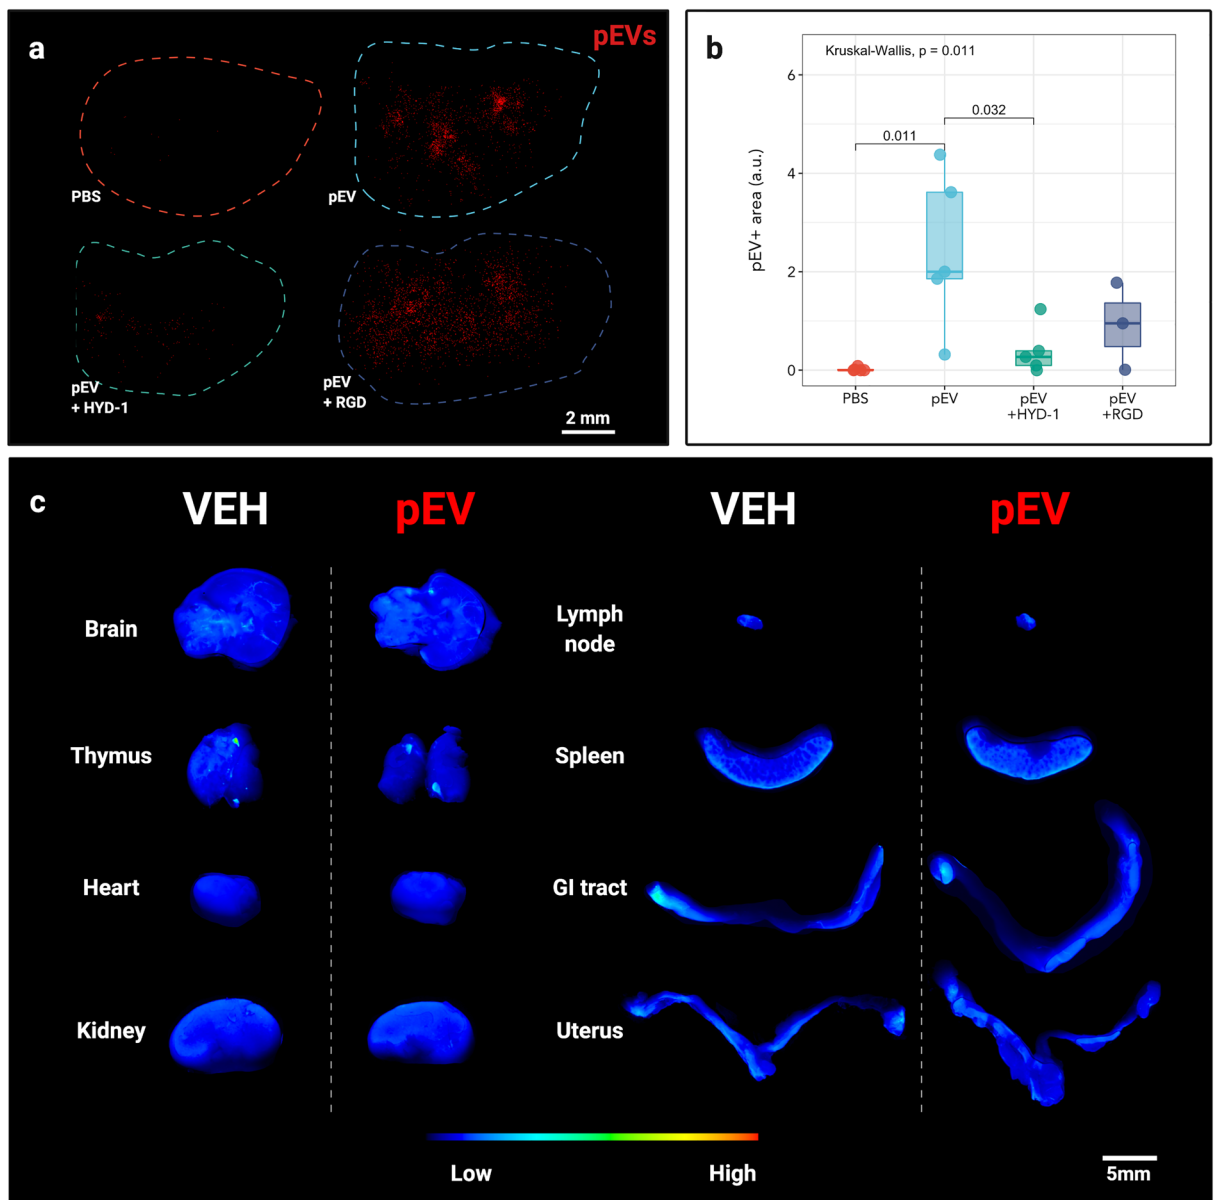 a
pEVs
PBS
pEV
pEV
+ HYD-1
pEV
+ RGD
2 mm
b
Kruskal-Wallis, p = 0.011
6
4
2
0
pEV+ area (a.u.)
0.011
0.032
PBS
pEV
pEV
+HYD-1
pEV
+RGD
c
VEH
pEV
VEH
pEV
Brain
Lymph
node
Thymus
Spleen
Heart
GI tract
Kidney
Uterus
Low
High
5mm